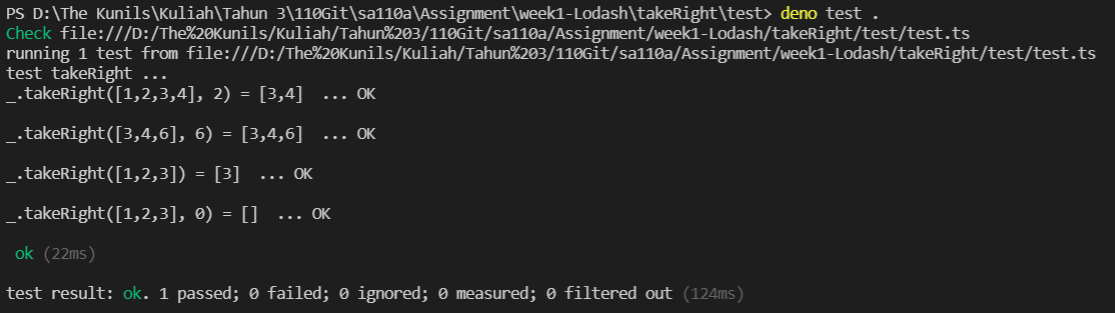 PS D:\The Kunils\Kuliah\Tahun 3\110Git\sa110a\Assignment\week1-Lodash\takeRight\test> deno test .
Check file:///D:/The%20Kunils/Kuliah/Tahun%203/110Git/sa110a/Assignment/week1-Lodash/takeRight/test/test.ts
running 1 test from file:///D:/The%20Kunils/Kuliah/Tahun%203/110Git/sa110a/Assignment/week1-Lodash/takeRight/test/test.ts
test takeRight ...
_.takeRight([1,2,3,4], 2) = [3,4]  ... OK
_.takeRight([3,4,6], 6) = [3,4,6]  ... OK
_.takeRight([1,2,3]) = [3]  ... OK
_.takeRight([1,2,3], 0) = []  ... OK
ok (22ms)
test result: ok. 1 passed; 0 failed; 0 ignored; 0 measured; 0 filtered out (124ms)